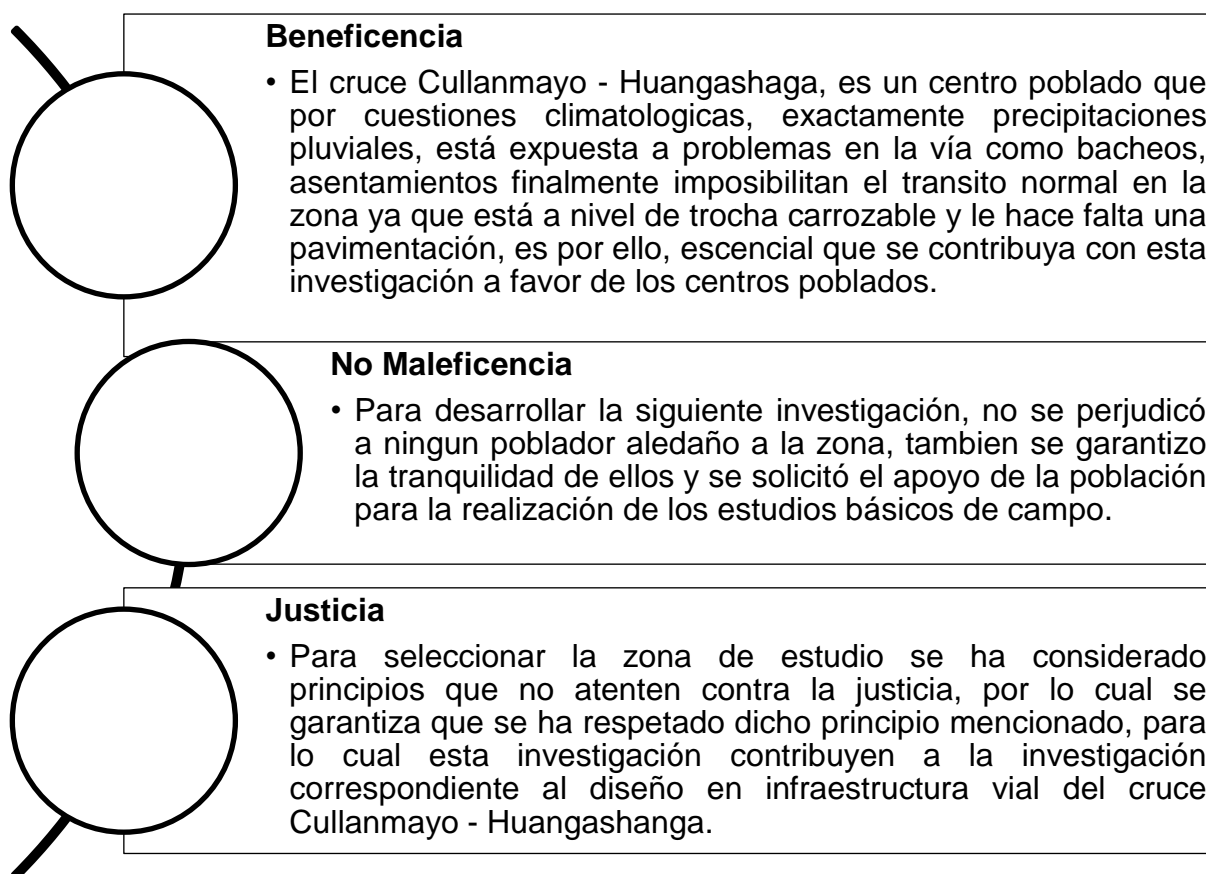 Beneficencia
• El cruce Cullanmayo - Huangashaga, es un centro poblado que
por cuestiones climatologicas, exactamente precipitaciones
pluviales, está expuesta a problemas en la vía como bacheos,
asentamientos finalmente imposibilitan el transito normal en la
zona ya que está a nivel de trocha carrozable y le hace falta una
pavimentación, es por ello, escencial que se contribuya con esta
investigación a favor de los centros poblados.
No Maleficencia
• Para desarrollar la siguiente investigación, no se perjudicó
a ningun poblador aledaño a la zona, tambien se garantizo
la tranquilidad de ellos y se solicitó el apoyo de la población
para la realización de los estudios básicos de campo.
Justicia
• Para seleccionar la zona de estudio se ha considerado
principios que no atenten contra la justicia, por lo cual se
garantiza que se ha respetado dicho principio mencionado, para
lo cual esta investigación contribuyen a la investigación
correspondiente al diseño en infraestructura vial del cruce
Cullanmayo - Huangashanga.